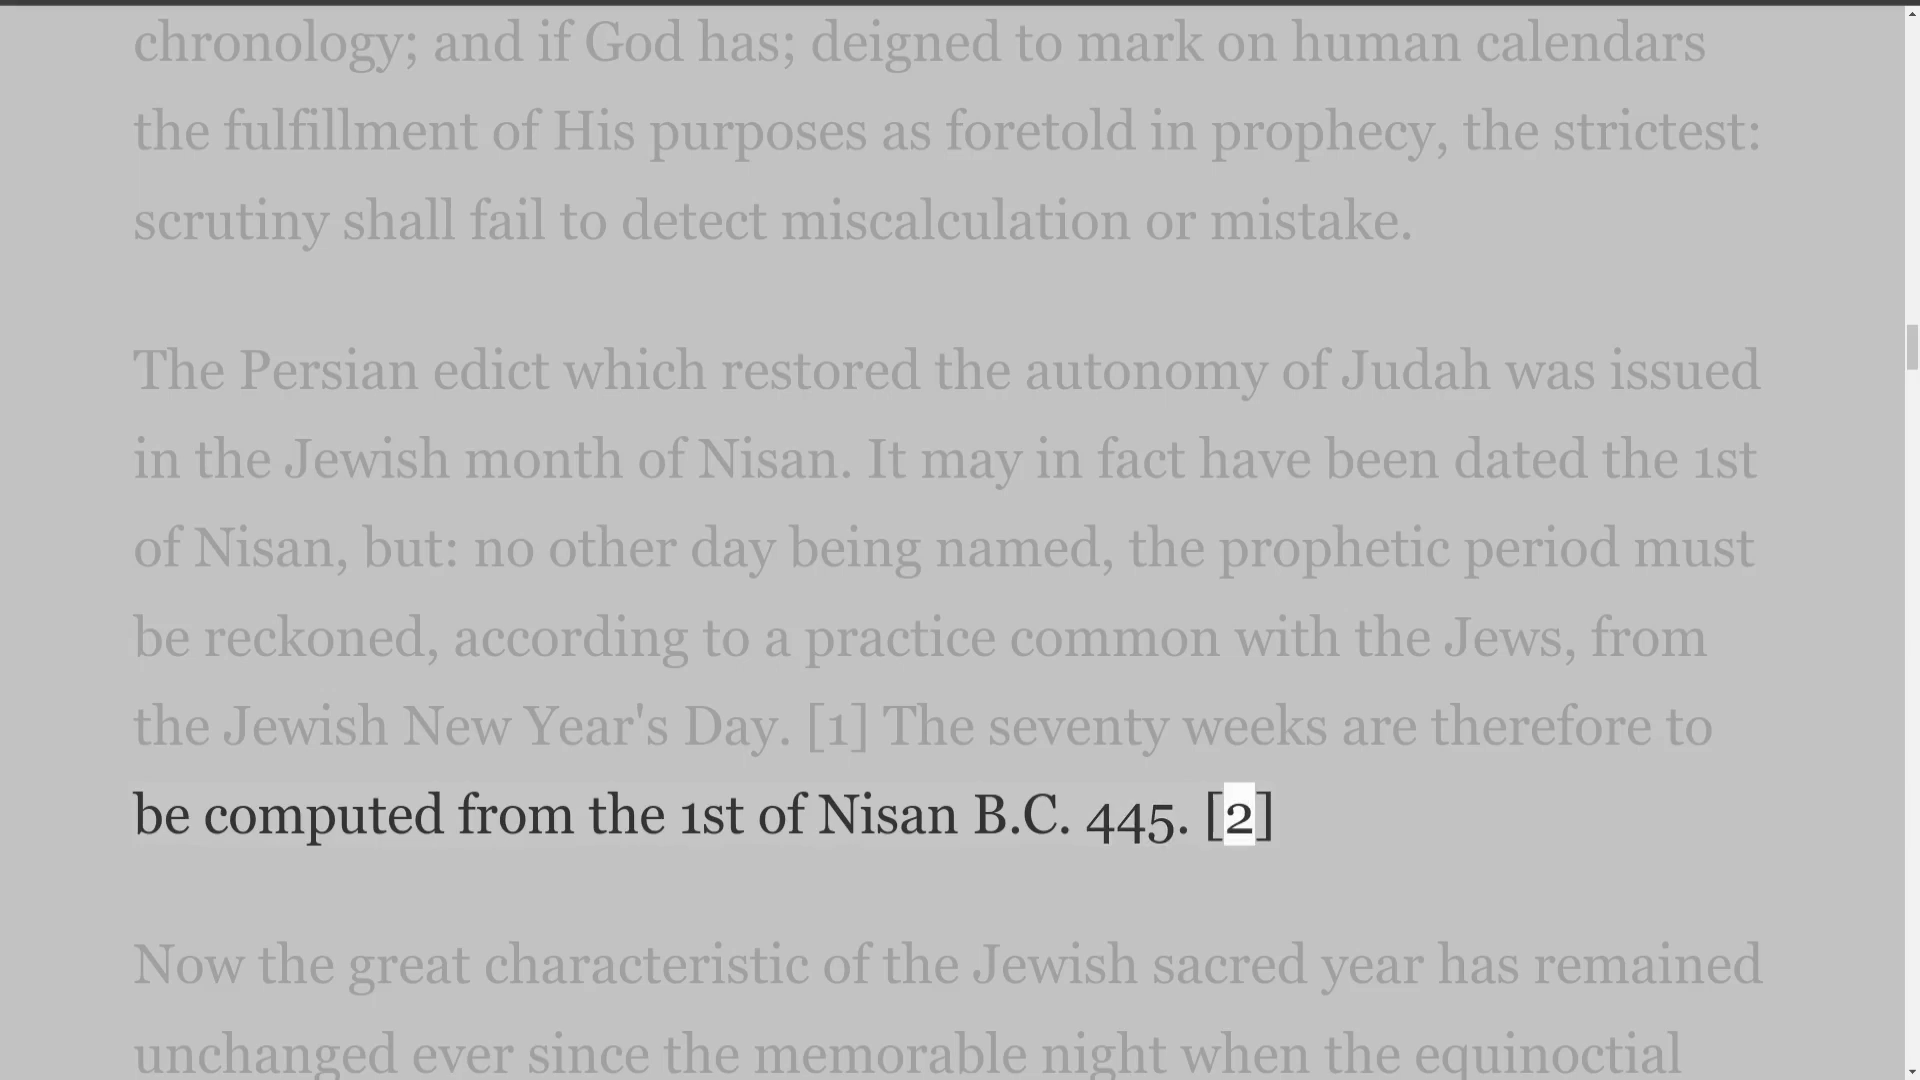 chronology; and if God has; deigned to mark on human calendars
the fulfillment of His purposes as foretold in prophecy, the strictest:
scrutiny shall fail to detect miscalculation or mistake.
The Persian edict which restored the autonomy of Judah was issued
in the Jewish month of Nisan. It may in fact have been dated the 1st
of Nisan, but: no other day being named, the prophetic period must
be reckoned, according to a practice common with the Jews, from
the Jewish New Year's Day. [1] The seventy weeks are therefore to
be computed from the 1st of Nisan B.C. 445. [2]
Now the great characteristic of the Jewish sacred year has remained
unchanged ever since the memorable night when the equinoctial